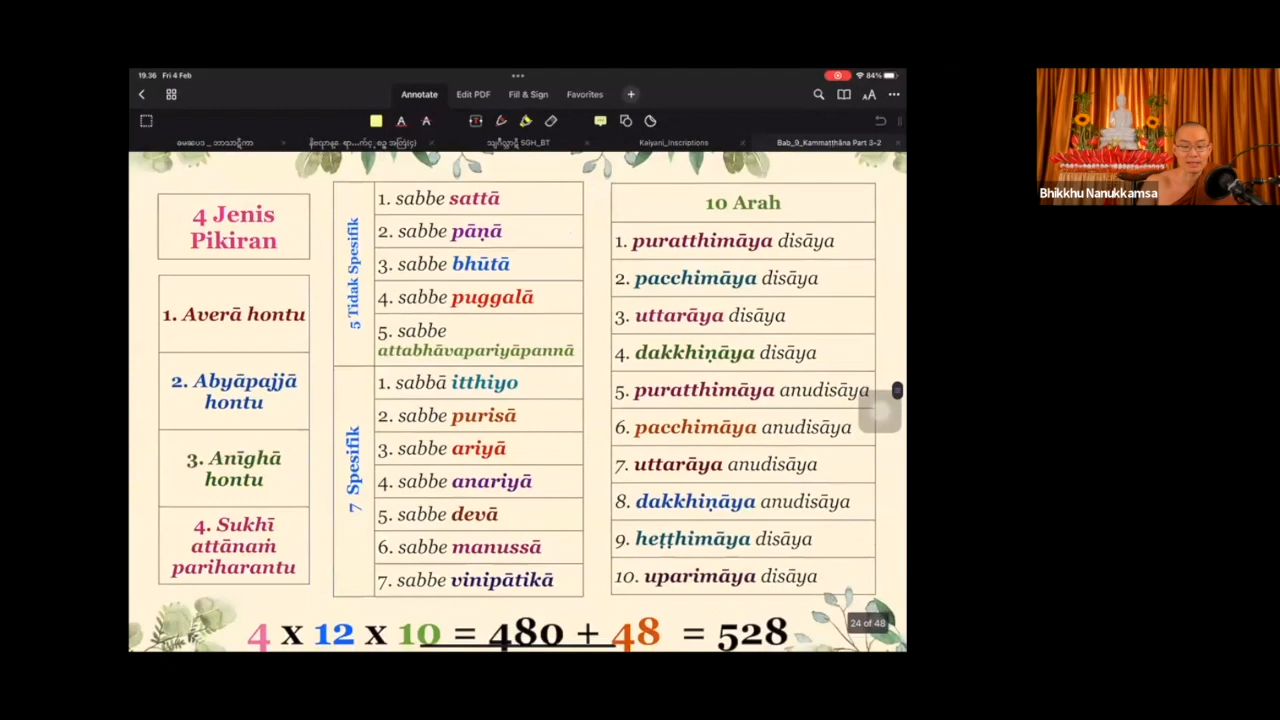 19.36 Fri 4 Feb
84%
Annotate Edit PDF Fill & Sign Favorites
Kalyani_Inscriptions
Bab_9_Kammaṭṭhāna Part 3-2
Bhikkhu Nanukkamsa
4 Jenis
Pikiran
1. Averā hontu
2. Abyāpajjā
hontu
3. Anīghā
hontu
4. Sukhī
attānaṁ
pariharantu
5 Tidak Spesifik
1. sabbe sattā
2. sabbe pāṇā
3. sabbe bhūtā
4. sabbe puggalā
5. sabbe
attabhāvapariyāpannā
7 Spesifik
1. sabbā itthiyo
2. sabbe purisā
3. sabbe ariyā
4. sabbe anariyā
5. sabbe devā
6. sabbe manussā
7. sabbe vinipātikā
10 Arah
1. puratthimāya disāya
2. pacchimāya disāya
3. uttarāya disāya
4. dakkhiṇāya disāya
5. puratthimāya anudisāya
6. pacchimāya anudisāya
7. uttarāya anudisāya
8. dakkhiṇāya anudisāya
9. heṭṭhimāya disāya
10. uparimāya disāya
4 x 12 x 10 = 480 + 48 = 528
24 of 48